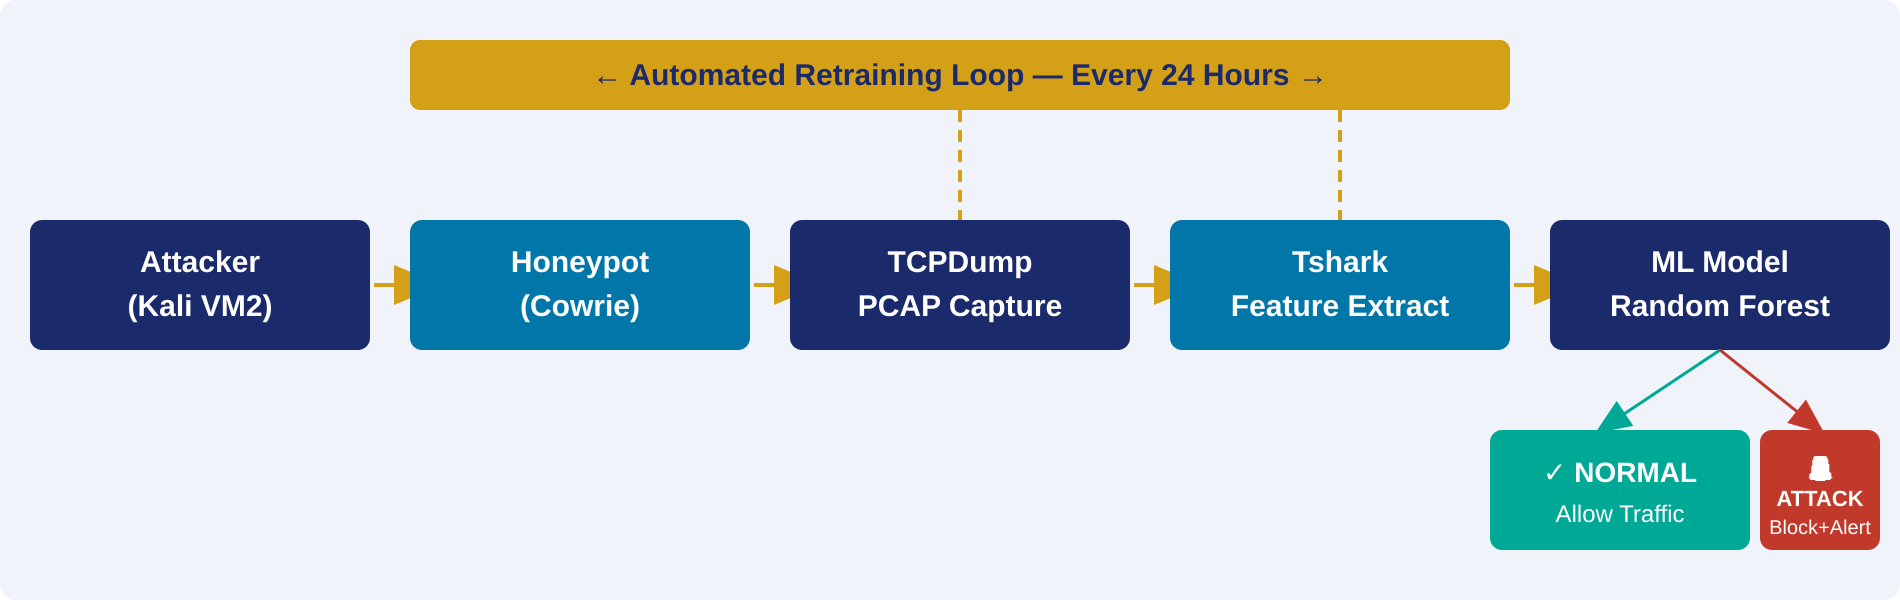 ← Automated Retraining Loop — Every 24 Hours →
Attacker
(Kali VM2)
Honeypot
(Cowrie)
TCPDump
PCAP Capture
Tshark
Feature Extract
ML Model
Random Forest
✓ NORMAL
Allow Traffic
ATTACK
Block+Alert